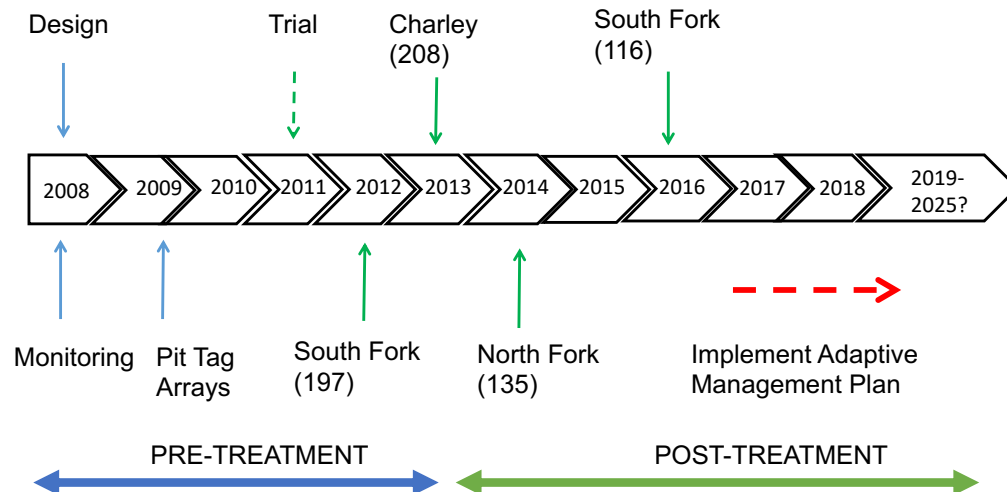 Design
Trial
Charley
(208)
South Fork
(116)
2008
2009
2010
2011
2012
2013
2014
2015
2016
2017
2018
2019-
2025?
Monitoring
Pit Tag
Arrays
South Fork
(197)
North Fork
(135)
Implement Adaptive
Management Plan
PRE-TREATMENT
POST-TREATMENT